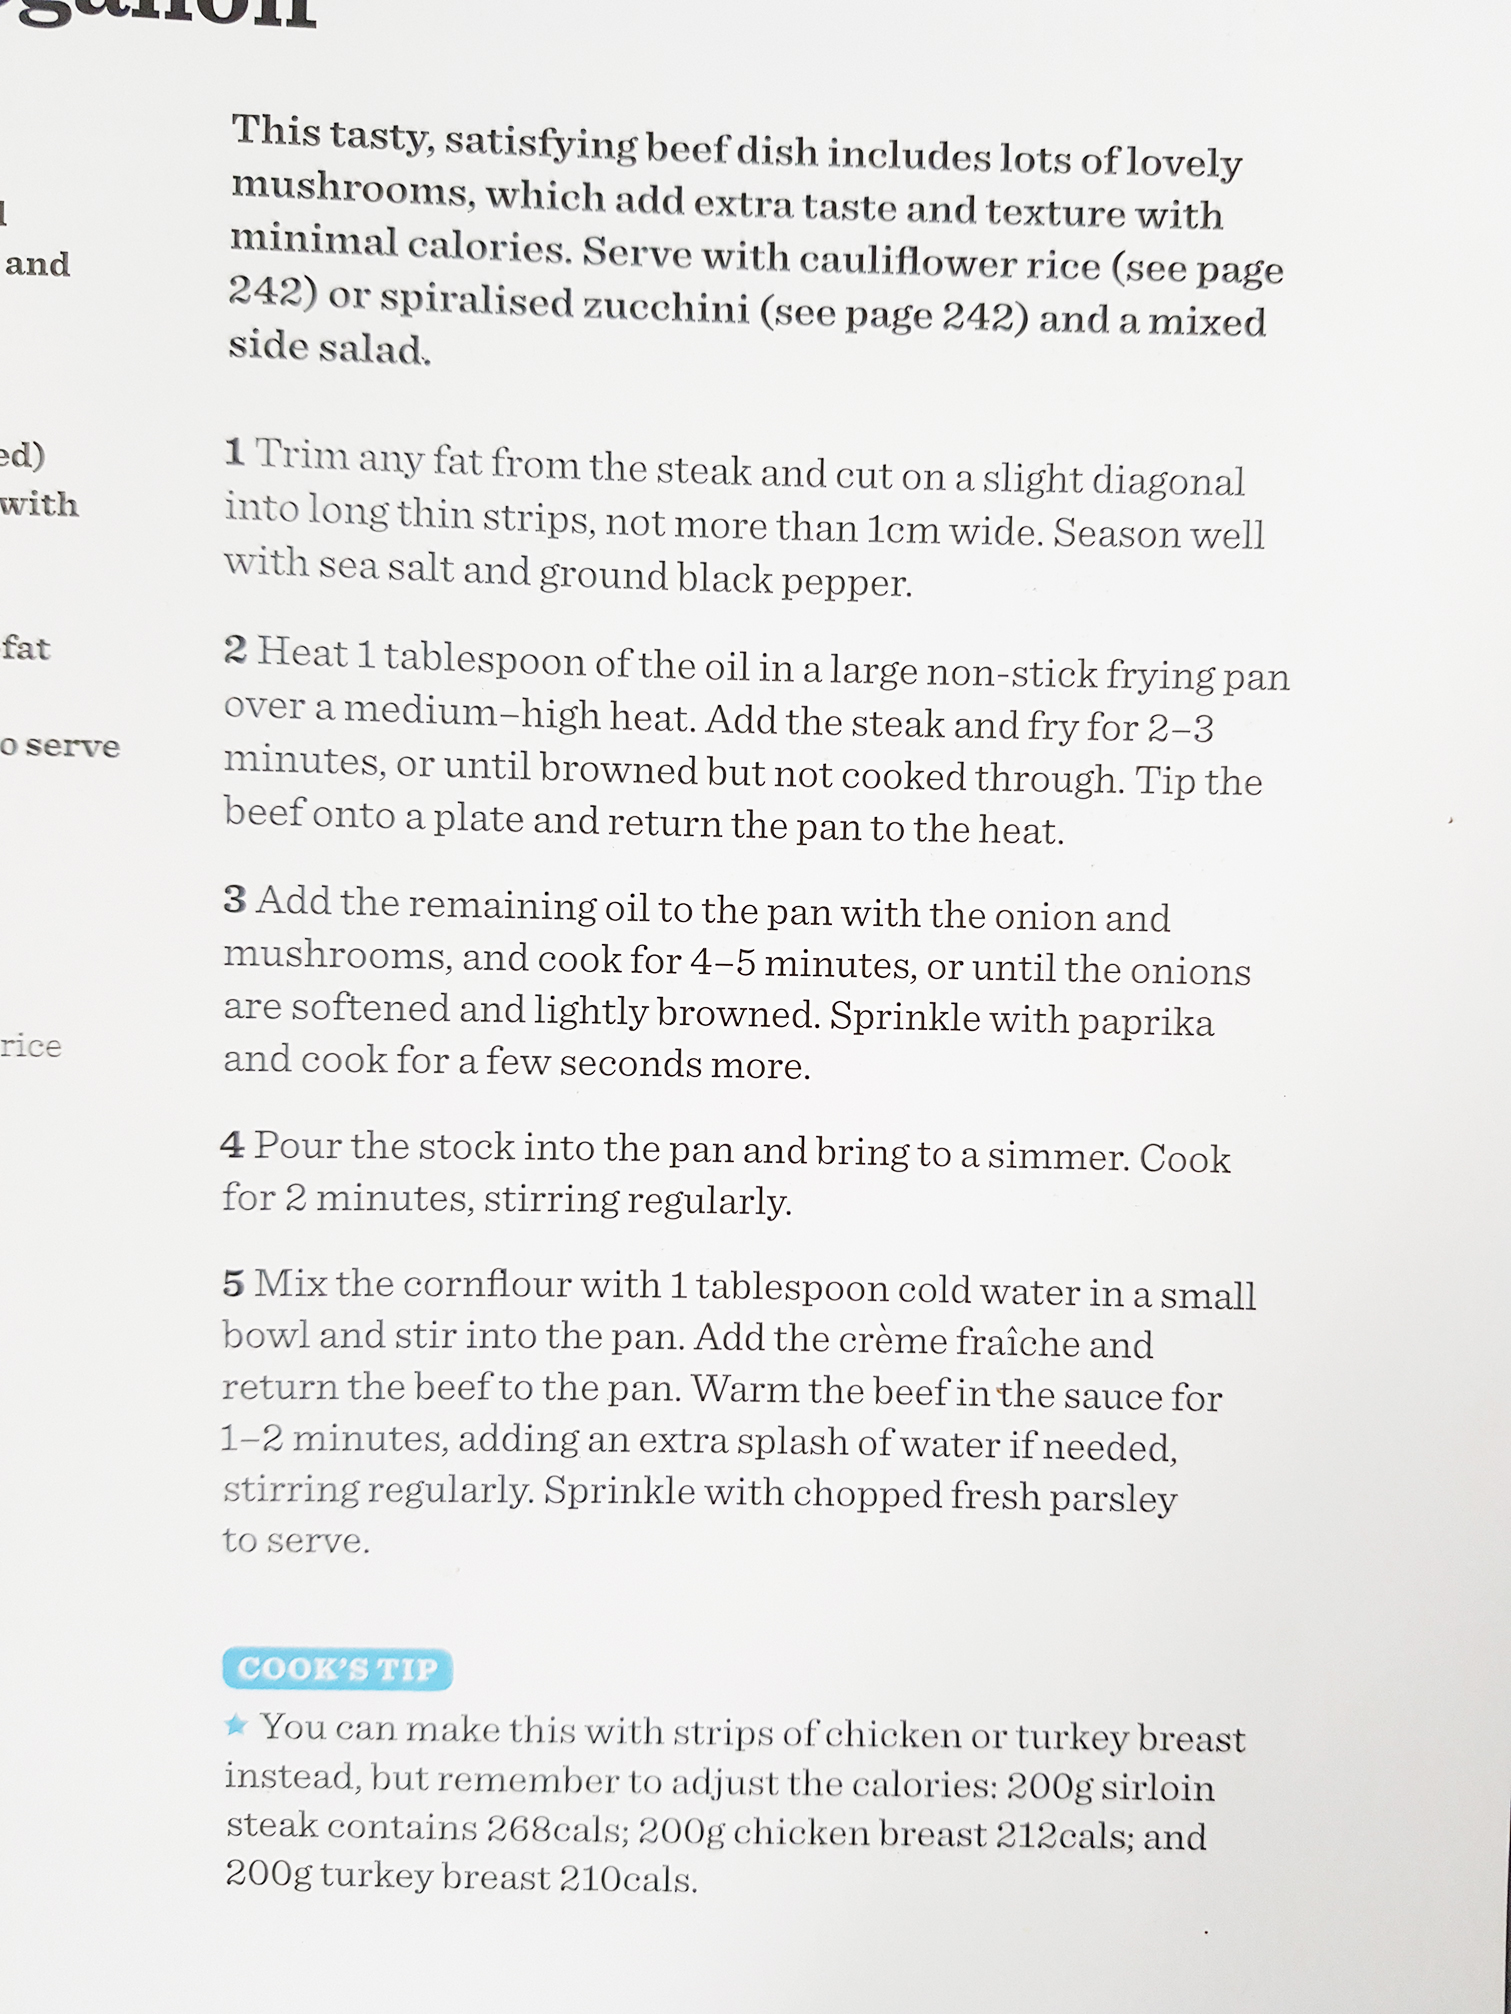 This tasty, satisfying beef dish includes lots of lovely
mushrooms, which add extra taste and texture with
minimal calories. Serve with cauliflower rice (see page
242) or spiralised zucchini (see page 242) and a mixed
side salad.
and
ed)
with
fat
o serve
rice
1 Trim any fat from the steak and cut on a slight diagonal
into long thin strips, not more than 1cm wide. Season well
with sea salt and ground black pepper.
2 Heat 1 tablespoon of the oil in a large non-stick frying pan
over a medium–high heat. Add the steak and fry for 2–3
minutes, or until browned but not cooked through. Tip the
beef onto a plate and return the pan to the heat.
3 Add the remaining oil to the pan with the onion and
mushrooms, and cook for 4–5 minutes, or until the onions
are softened and lightly browned. Sprinkle with paprika
and cook for a few seconds more.
4 Pour the stock into the pan and bring to a simmer. Cook
for 2 minutes, stirring regularly.
5 Mix the cornflour with 1 tablespoon cold water in a small
bowl and stir into the pan. Add the crème fraîche and
return the beef to the pan. Warm the beef in the sauce for
1–2 minutes, adding an extra splash of water if needed,
stirring regularly. Sprinkle with chopped fresh parsley
to serve.
COOK'S TIP
★ You can make this with strips of chicken or turkey breast
instead, but remember to adjust the calories: 200g sirloin
steak contains 268cals; 200g chicken breast 212cals; and
200g turkey breast 210cals.